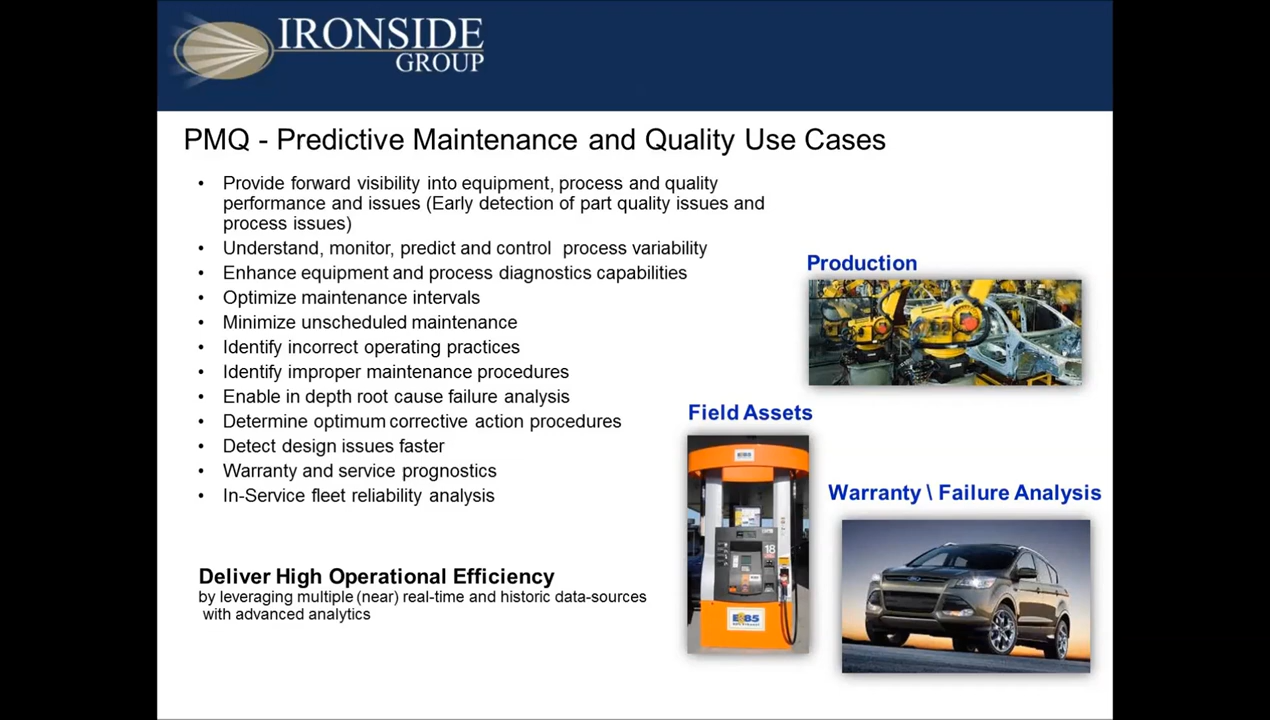 IRONSIDE
GROUP
PMQ - Predictive Maintenance and Quality Use Cases
• Provide forward visibility into equipment, process and quality
performance and issues (Early detection of part quality issues and
process issues)
• Understand, monitor, predict and control process variability
• Enhance equipment and process diagnostics capabilities
• Optimize maintenance intervals
• Minimize unscheduled maintenance
• Identify incorrect operating practices
• Identify improper maintenance procedures
• Enable in depth root cause failure analysis
• Determine optimum corrective action procedures
• Detect design issues faster
• Warranty and service prognostics
• In-Service fleet reliability analysis
Deliver High Operational Efficiency
by leveraging multiple (near) real-time and historic data-sources
with advanced analytics
Production
Field Assets
18
E85
Warranty \ Failure Analysis